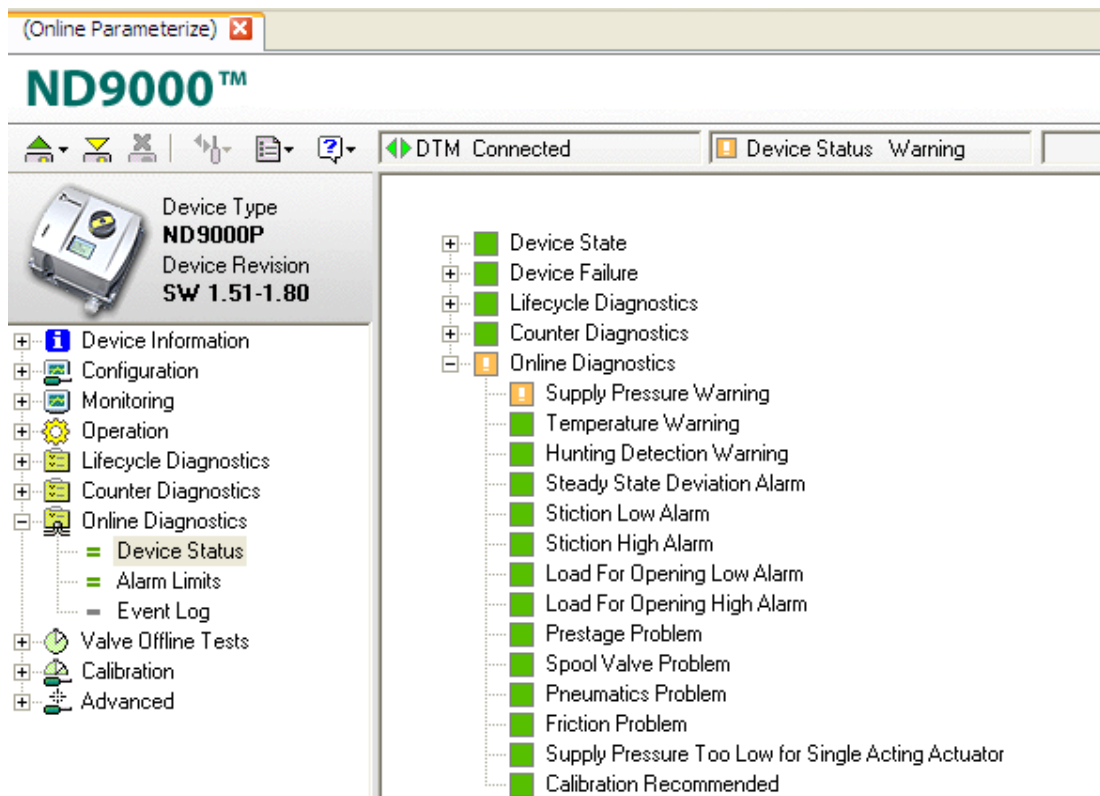 (Online Parameterize)
ND9000™
DTM Connected
Device Status Warning
Device Type
ND9000P
Device Revision
SW 1.51-1.80
Device Information
Configuration
Monitoring
Operation
Lifecycle Diagnostics
Counter Diagnostics
Online Diagnostics
Device Status
Alarm Limits
Event Log
Valve Offline Tests
Calibration
Advanced
Device State
Device Failure
Lifecycle Diagnostics
Counter Diagnostics
Online Diagnostics
Supply Pressure Warning
Temperature Warning
Hunting Detection Warning
Steady State Deviation Alarm
Stiction Low Alarm
Stiction High Alarm
Load For Opening Low Alarm
Load For Opening High Alarm
Prestage Problem
Spool Valve Problem
Pneumatics Problem
Friction Problem
Supply Pressure Too Low for Single Acting Actuator
Calibration Recommended